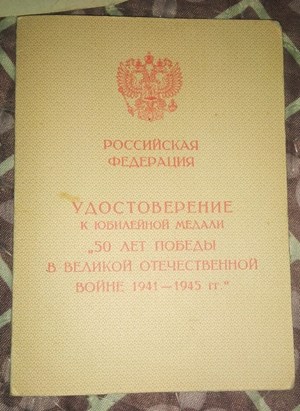 РОССИЙСКАЯ
ФЕДЕРАЦИЯ
УДОСТОВЕРЕНИЕ
К ЮБИЛЕЙНОЙ МЕДАЛИ
„50 ЛЕТ ПОБЕДЫ
В ВЕЛИКОЙ ОТЕЧЕСТВЕННОЙ
ВОЙНЕ 1941—1945 гг."